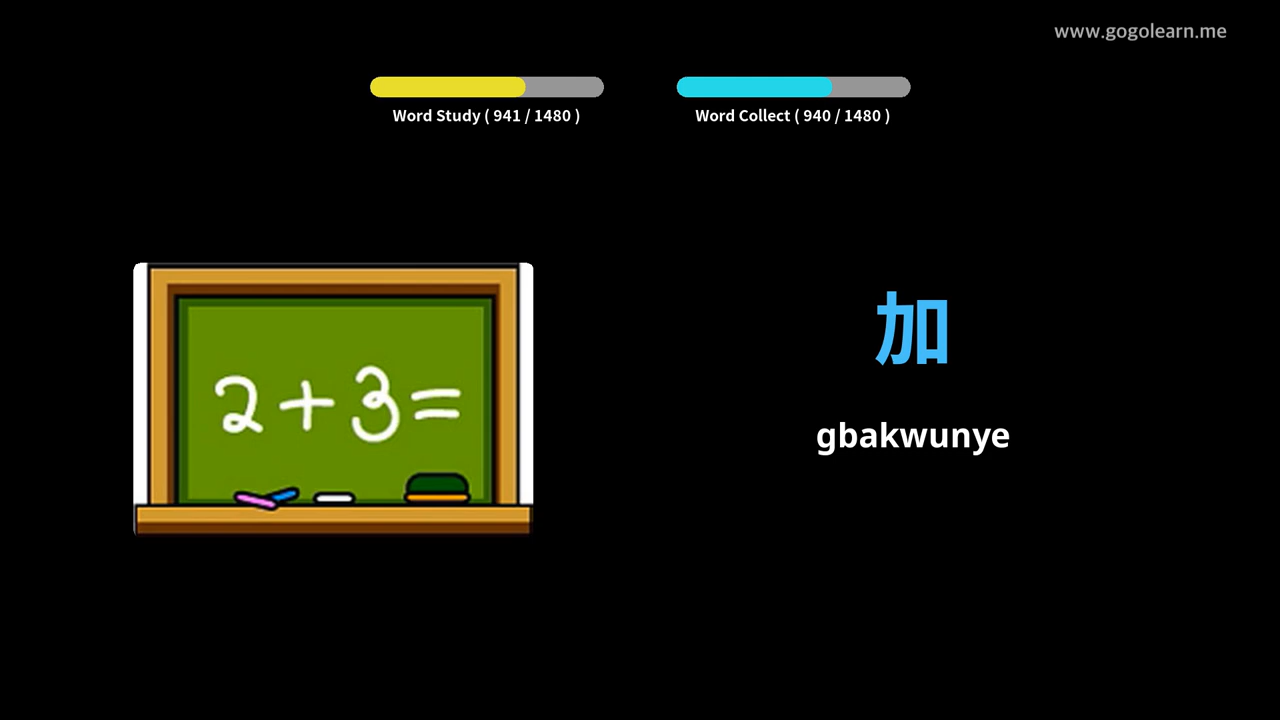 www.gogolearn.me
Word Study ( 941 / 1480 )
Word Collect ( 940 / 1480 )
2+3=
加
gbakwunye